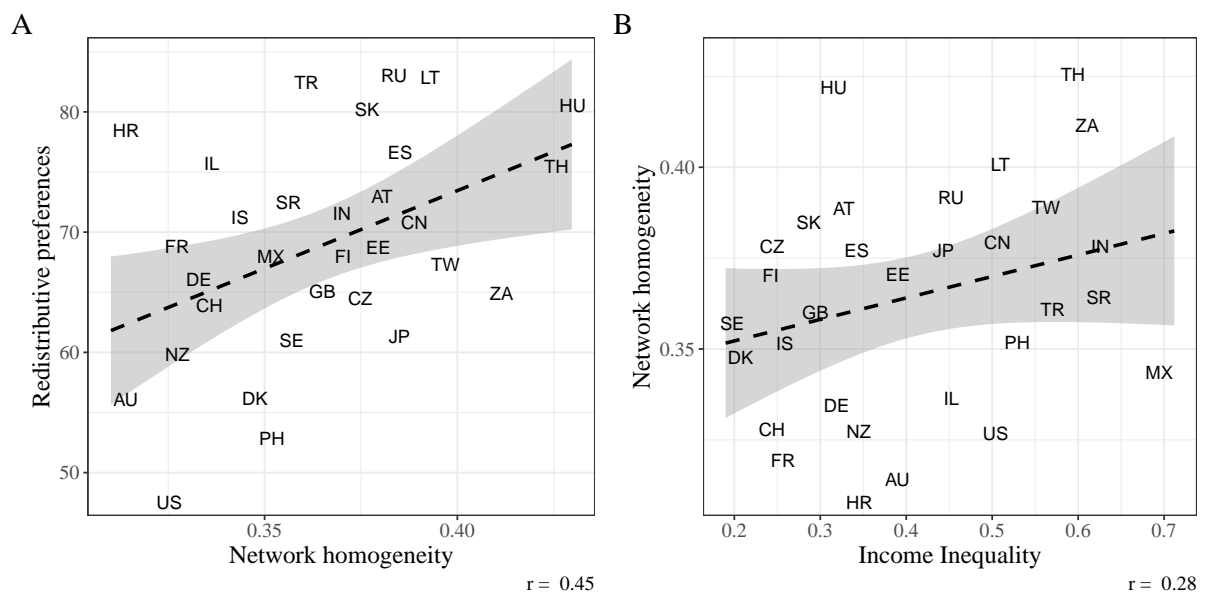 A
Redistributive preferences
80
70
60
50
TR
RU
LT
SK
HU
HR
ES
IL
TH
AT
SR
IN
IS
CN
FR
EE
MX
FI
TW
DE
GB
ZA
CZ
CH
JP
SE
NZ
DK
AU
PH
US
0.35
0.40
Network homogeneity
r = 0.45
B
Network homogeneity
0.40
0.35
TH
HU
ZA
LT
RU
TW
AT
SK
CN
CZ
IN
ES
JP
EE
FI
SR
TR
GB
SE
IS
PH
DK
MX
IL
DE
CH
NZ
US
FR
AU
HR
0.2
0.3
0.4
0.5
0.6
0.7
Income Inequality
r = 0.28